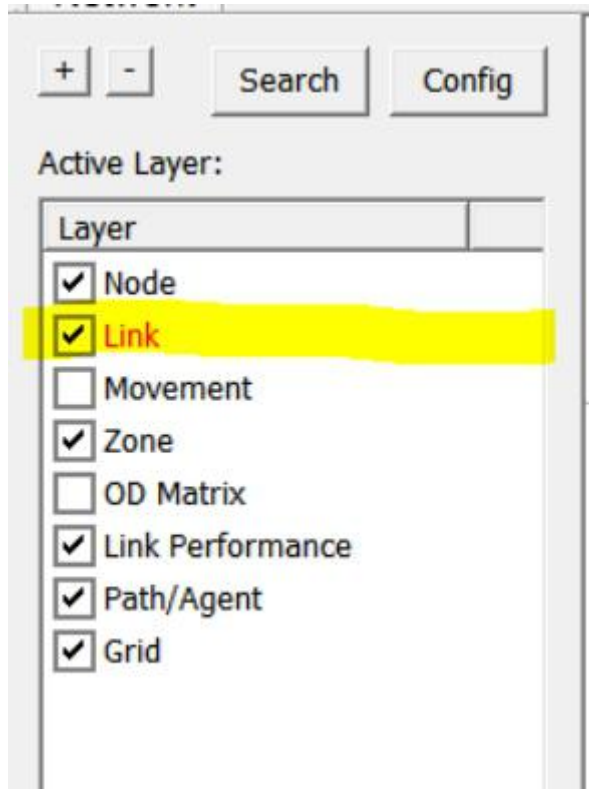 + - Search Config
Active Layer:
Layer
Node
Link
Movement
Zone
OD Matrix
Link Performance
Path/Agent
Grid